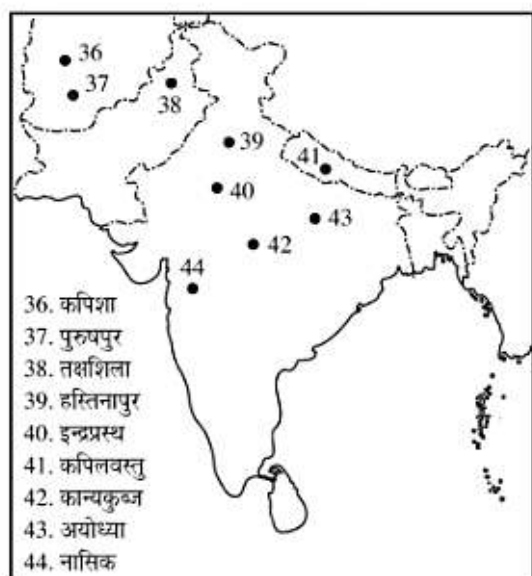 36
37
38
39
41
40
43
42
44
36. कपिशा
37. पुरुषपुर
38. तक्षशिला
39. हस्तिनापुर
40. इन्द्रप्रस्थ
41. कपिलवस्तु
42. कान्यकुब्ज
43. अयोध्या
44. नासिक